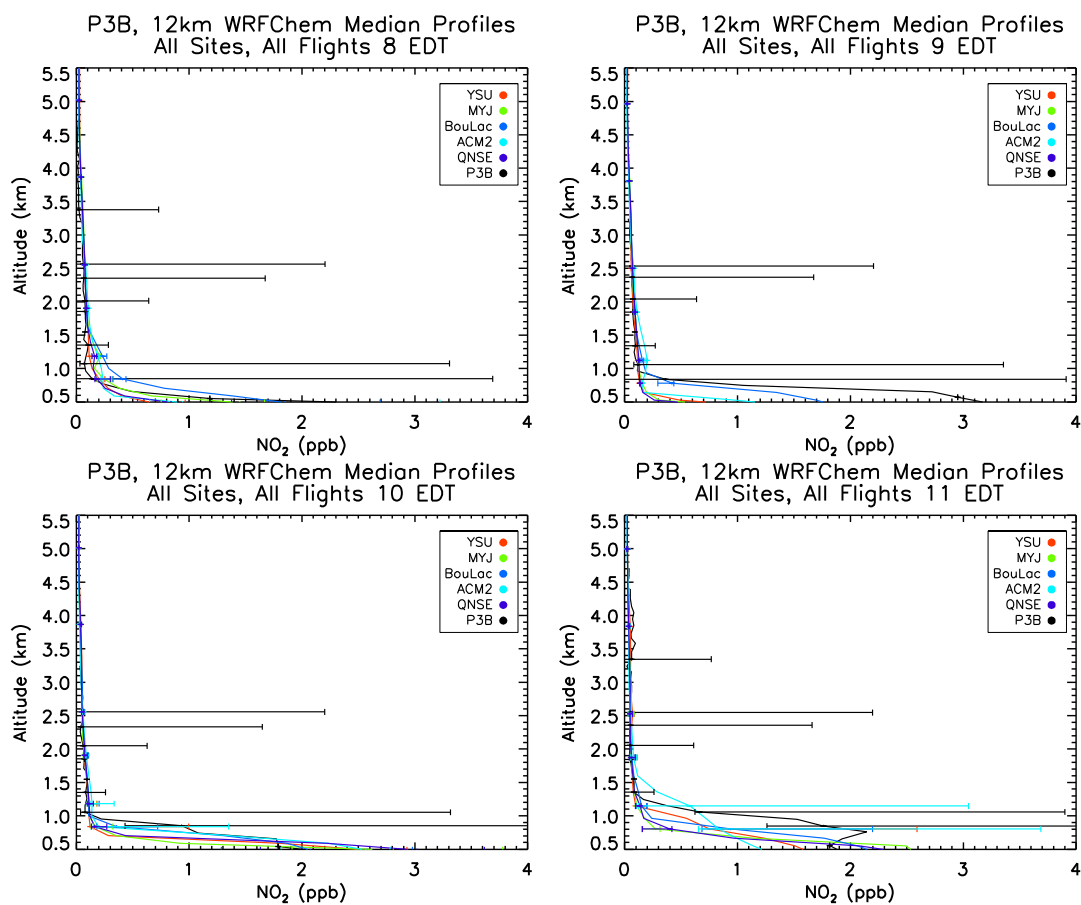 P3B, 12km WRFChem Median Profiles
All Sites, All Flights 8 EDT
5.5
5.0
4.5
4.0
3.5
3.0
2.5
2.0
1.5
1.0
0.5
Altitude (km)
YSU
MYJ
BouLac
ACM2
QNSE
P3B
0 1 2 3 4
NO₂ (ppb)
P3B, 12km WRFChem Median Profiles
All Sites, All Flights 9 EDT
5.5
5.0
4.5
4.0
3.5
3.0
2.5
2.0
1.5
1.0
0.5
Altitude (km)
YSU
MYJ
BouLac
ACM2
QNSE
P3B
0 1 2 3 4
NO₂ (ppb)
P3B, 12km WRFChem Median Profiles
All Sites, All Flights 10 EDT
5.5
5.0
4.5
4.0
3.5
3.0
2.5
2.0
1.5
1.0
0.5
Altitude (km)
YSU
MYJ
BouLac
ACM2
QNSE
P3B
0 1 2 3 4
NO₂ (ppb)
P3B, 12km WRFChem Median Profiles
All Sites, All Flights 11 EDT
5.5
5.0
4.5
4.0
3.5
3.0
2.5
2.0
1.5
1.0
0.5
Altitude (km)
YSU
MYJ
BouLac
ACM2
QNSE
P3B
0 1 2 3 4
NO₂ (ppb)